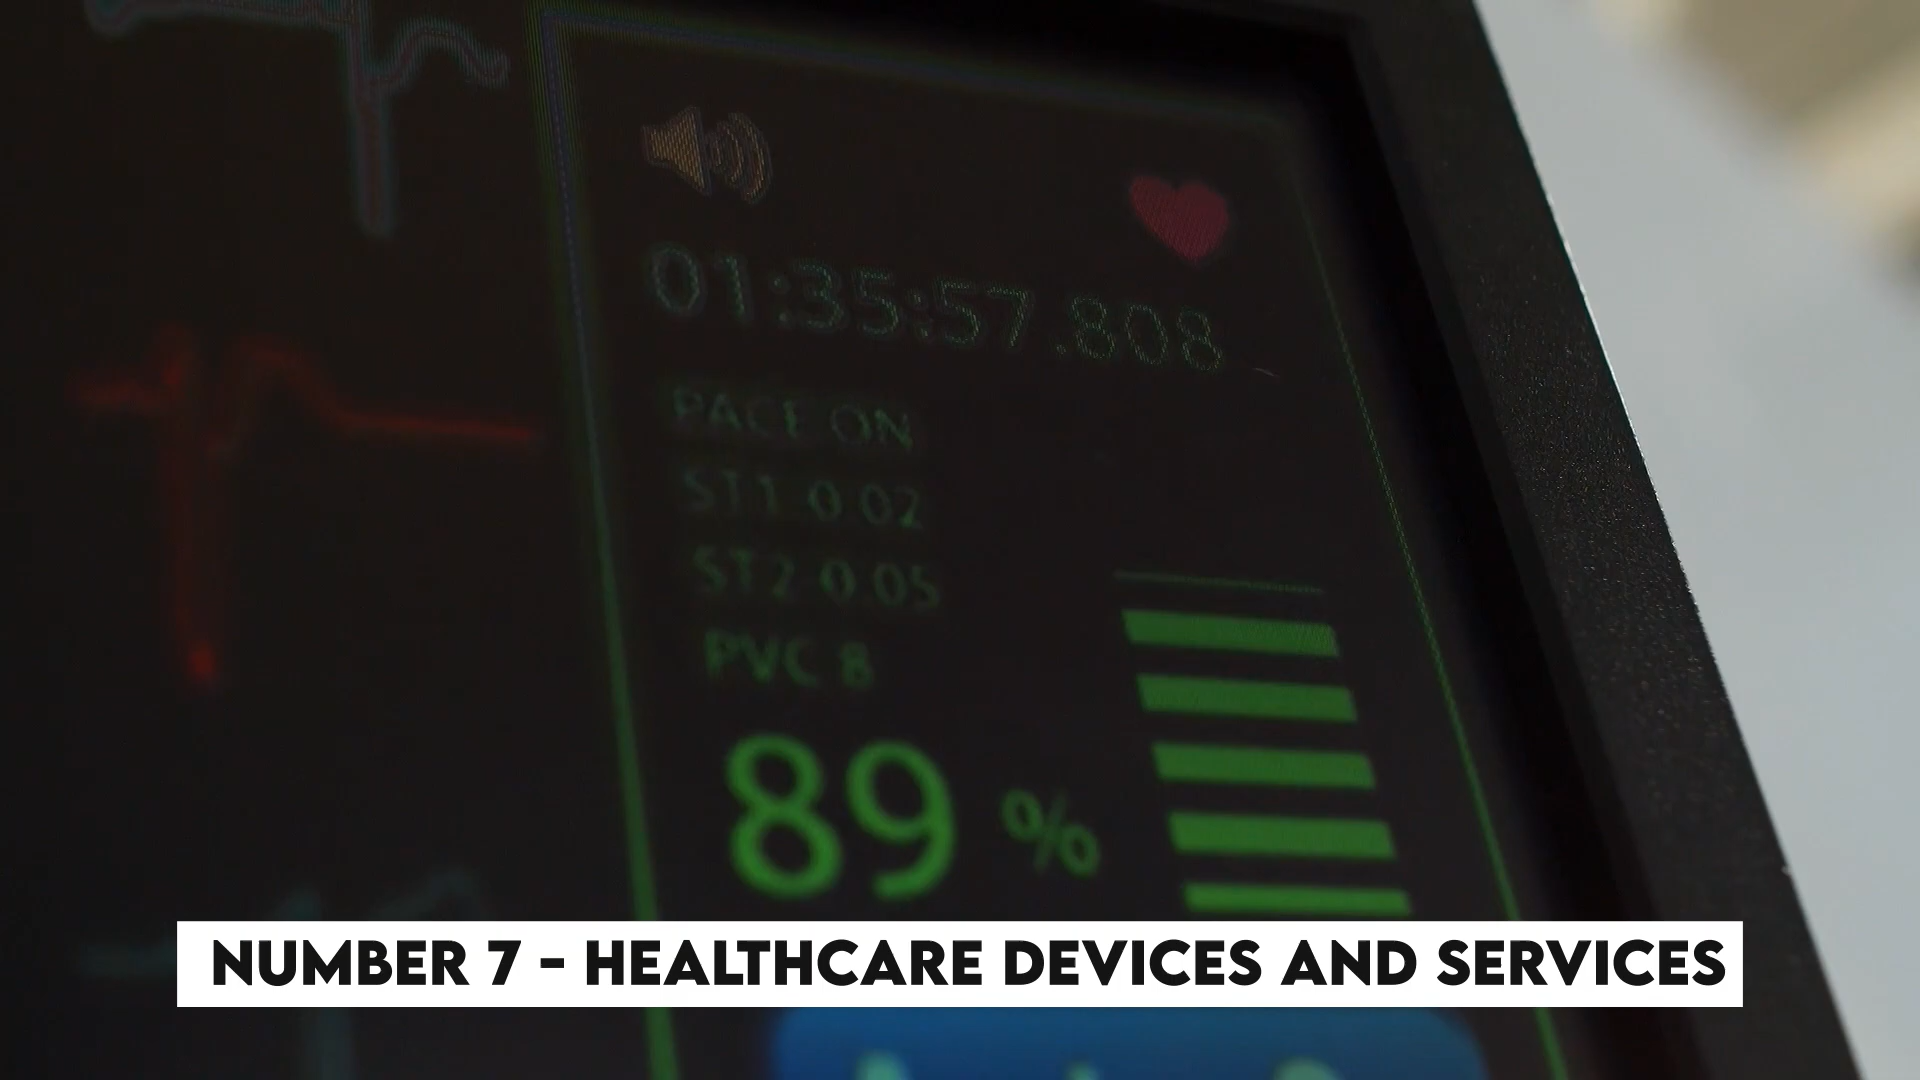 01:35:57.808
PACE ON
ST1 0.02
ST2 0.05
PVC 8
89 %
NUMBER 7 - HEALTHCARE DEVICES AND SERVICES